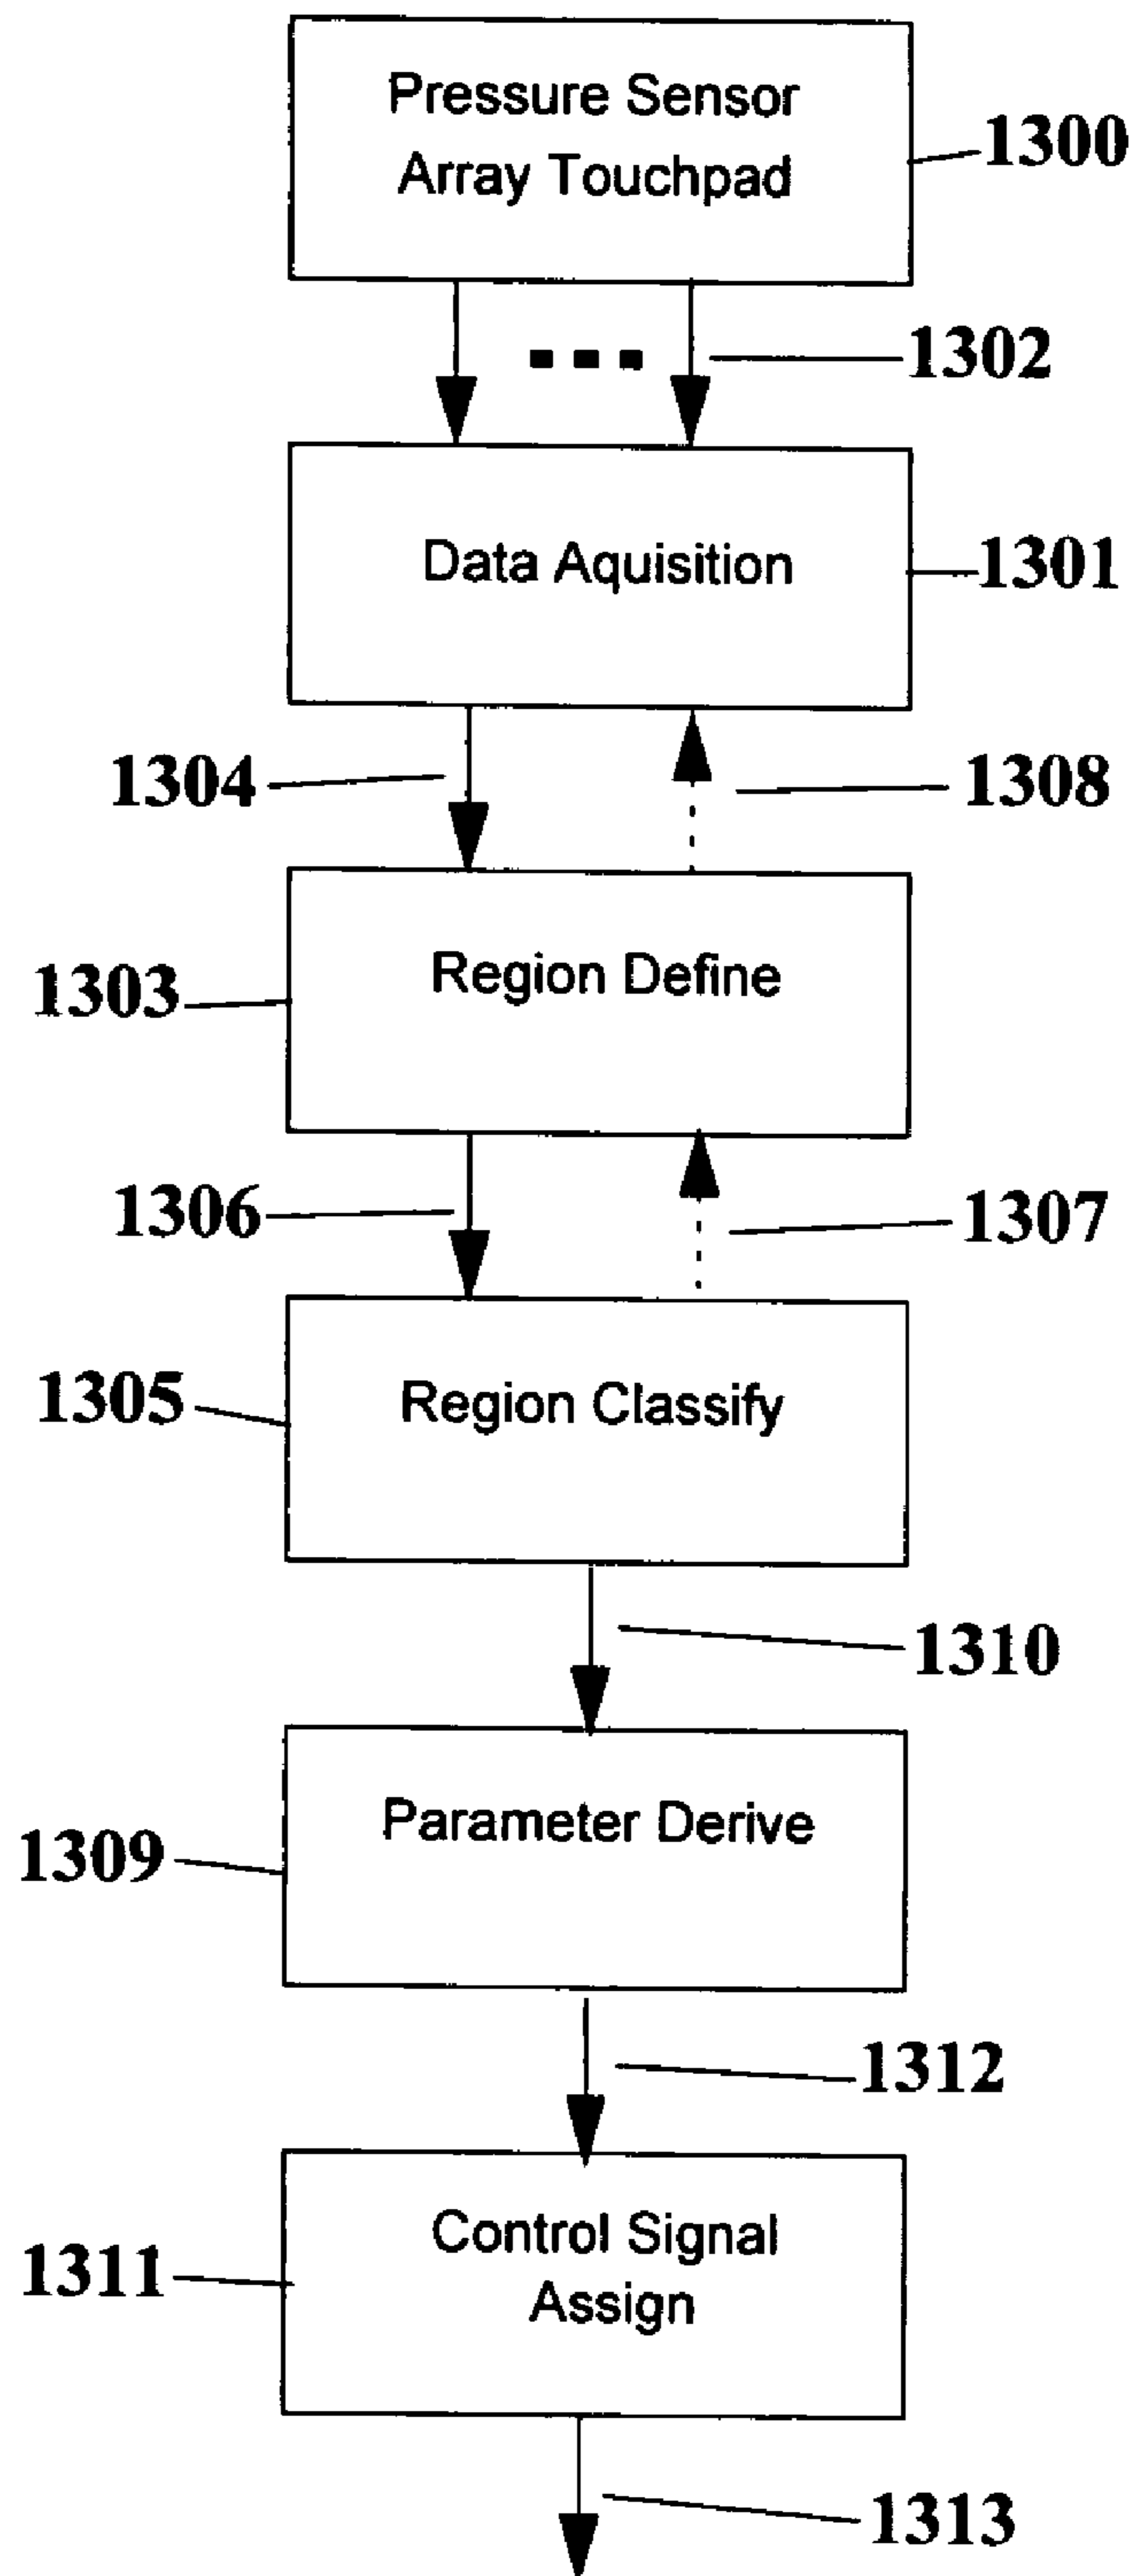 Pressure Sensor
Array Touchpad
1300
1302
Data Aquisition
1301
1304
1308
Region Define
1303
1306
1307
Region Classify
1305
1310
Parameter Derive
1309
1312
Control Signal
Assign
1311
1313